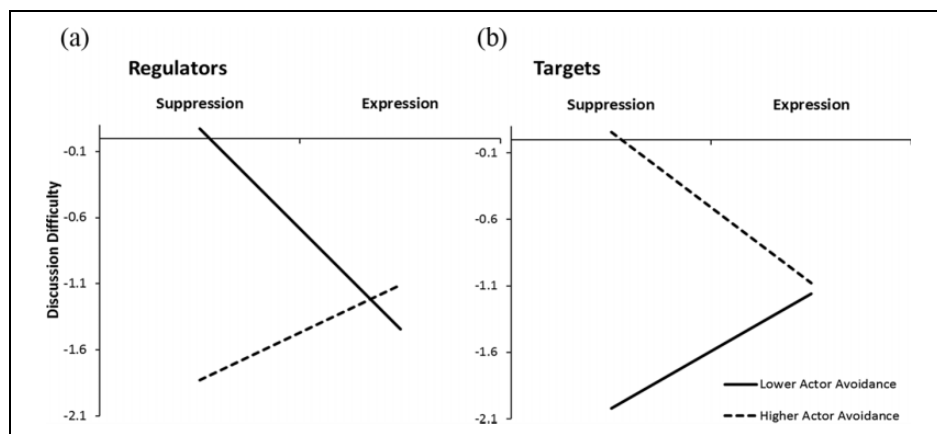 (a)
Regulators
Suppression Expression
-0.1
-0.6
-1.1
-1.6
-2.1
Discussion Difficulty
(b)
Targets
Suppression Expression
-0.1
-0.6
-1.1
-1.6
-2.1
Lower Actor Avoidance
Higher Actor Avoidance